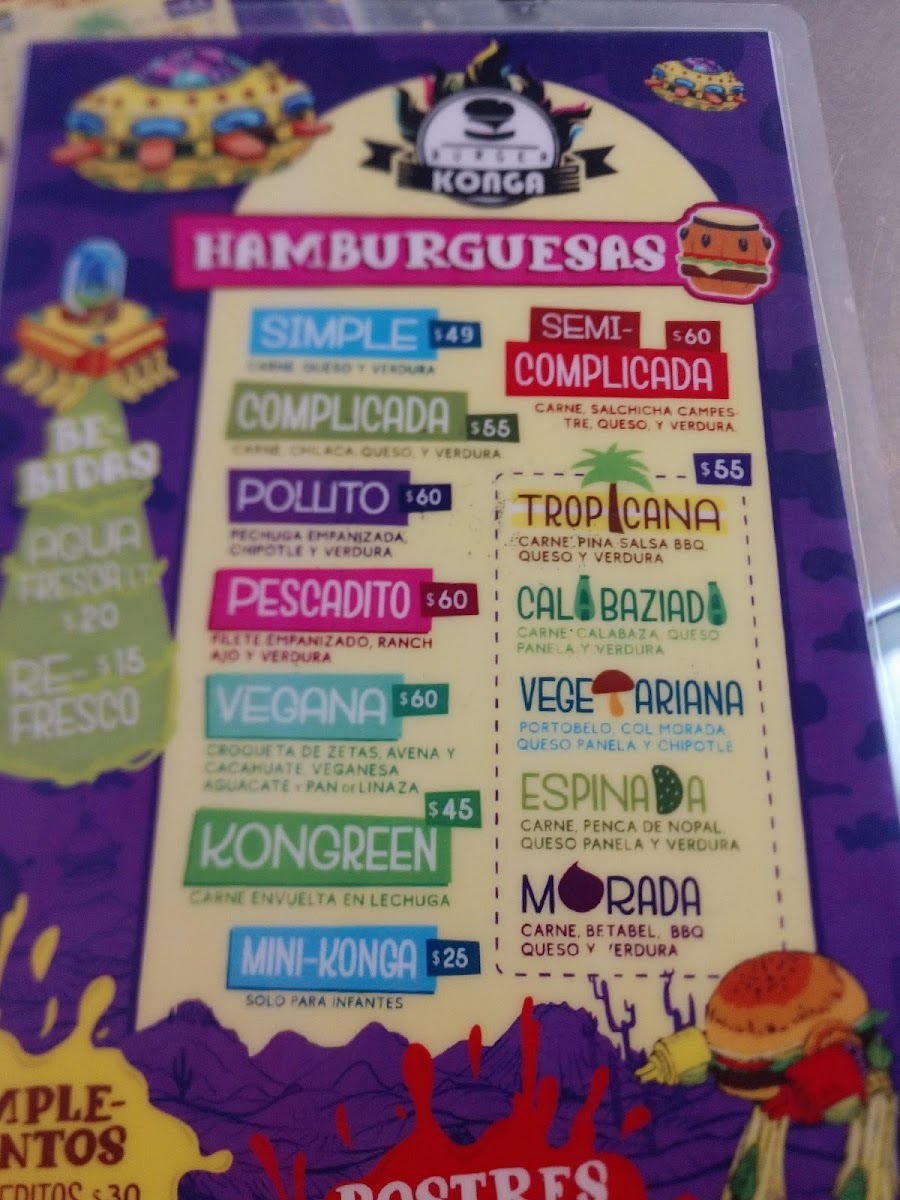 BURGER
KONGA
HAMBURGUESAS
SIMPLE $49
CARNE, QUESO Y VERDURA
COMPLICADA $55
CARNE, CHILACA, QUESO, Y VERDURA
POLLITO $60
PECHUGA EMPANIZADA,
CHIPOTLE Y VERDURA
PESCADITO $60
FILETE EMPANIZADO, RANCH
AJO Y VERDURA
VEGANA $60
CROQUETA DE ZETAS, AVENA Y
CACAHUATE, VEGANESA
AGUACATE Y PAN DE LINAZA
$45
KONGREEN
CARNE ENVUELTA EN LECHUGA
MINI-KONGA $25
SOLO PARA INFANTES
SEMI- $60
COMPLICADA
CARNE, SALCHICHA CAMPES-
TRE, QUESO, Y VERDURA
$55
TROPICANA
CARNE, PIÑA SALSA BBQ
QUESO Y VERDURA
CALABAZIADA
CARNE, CALABAZA, QUESO
PANELA Y VERDURA
VEGETARIANA
PORTOBELO, COL MORADA,
QUESO PANELA Y CHIPOTLE
ESPINADA
CARNE, PENCA DE NOPAL,
QUESO PANELA Y VERDURA
MORADA
CARNE, BETABEL, BBQ
QUESO Y VERDURA
BE-
BIDAS
AGUA
FRESCA LT
$20
RE- $15
FRESCO
MPLE-
NTOS
$30
POSTRES